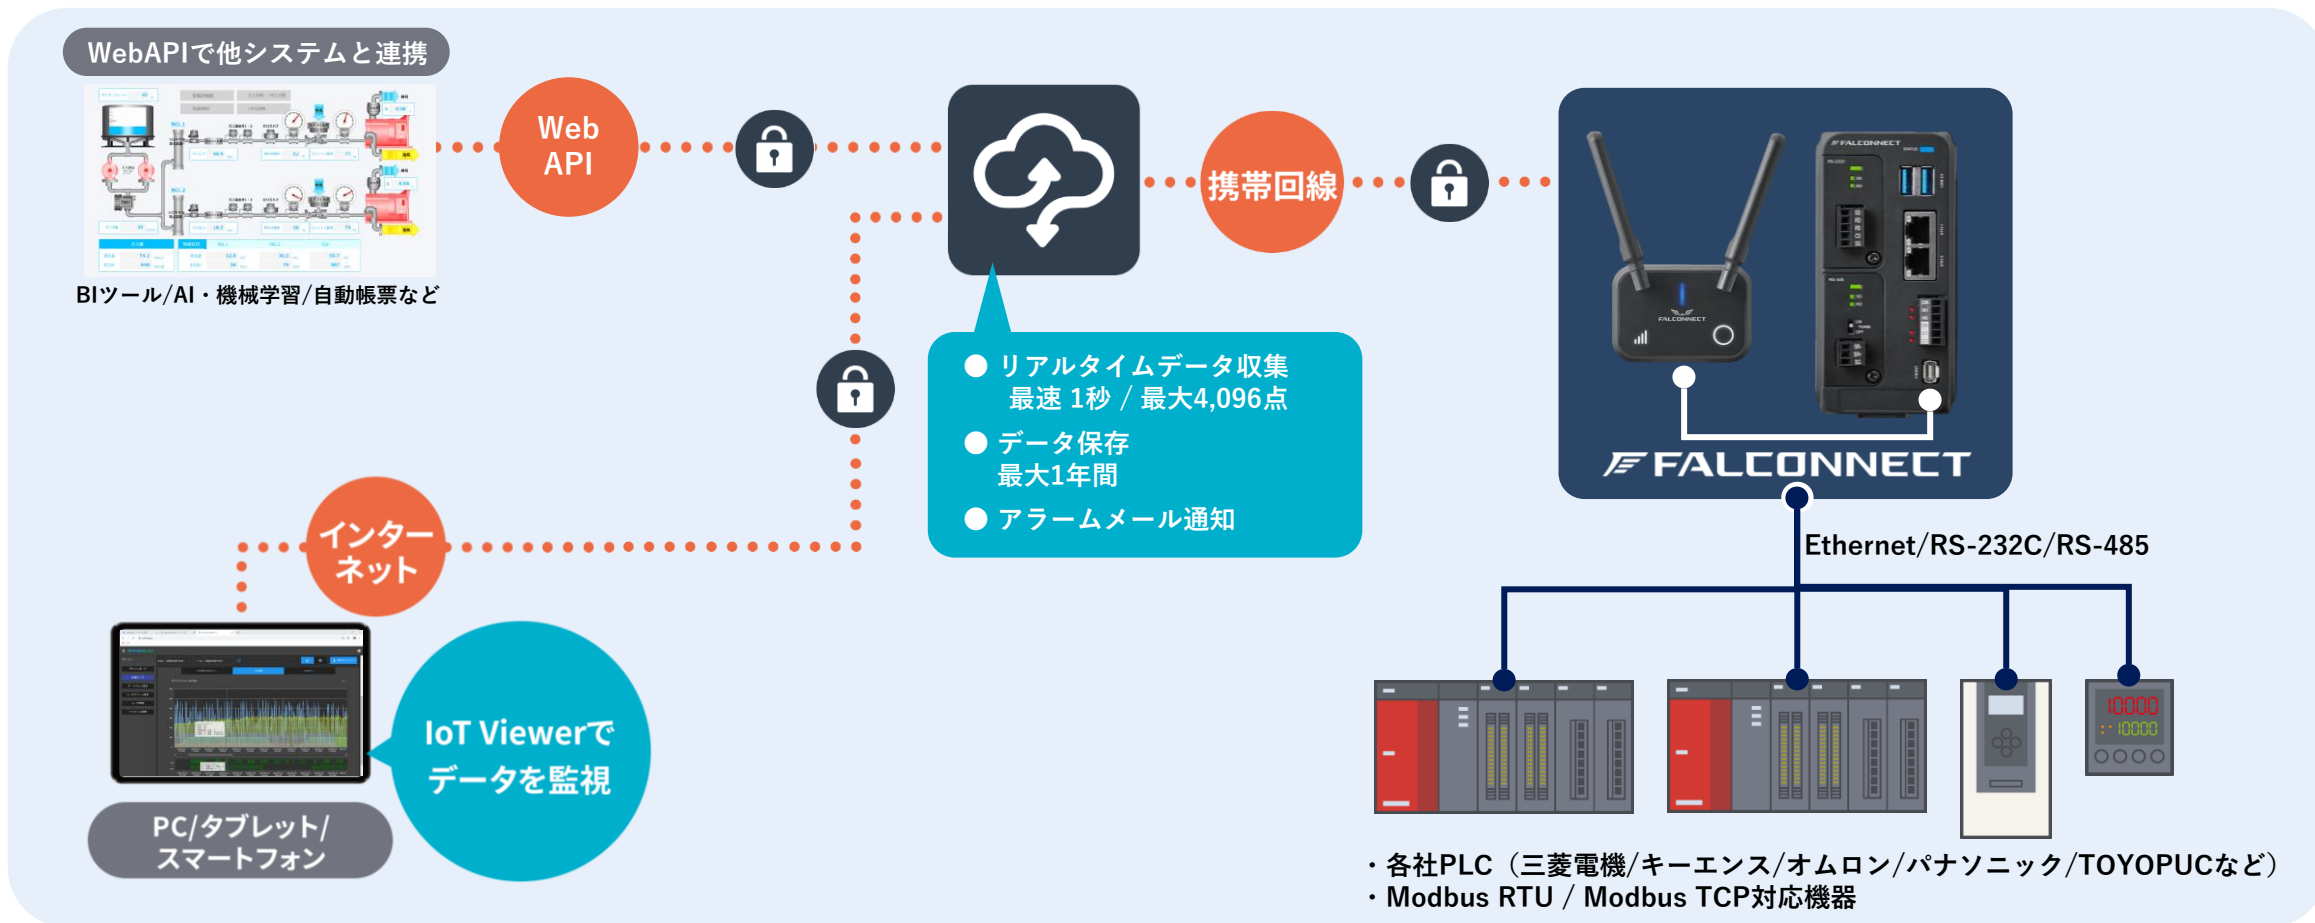 WebAPIで他システムと連携
NO.1
NO.2
BIツール/AI・機械学習/自動帳票など
Web
API
携帯回線
リアルタイムデータ収集
最速 1秒 / 最大4,096点
データ保存
最大1年間
アラームメール通知
FALCONNECT
FALCONNECT
FALCONNECT
Ethernet/RS-232C/RS-485
インター
ネット
IoT Viewerで
データを監視
PC/タブレット/
スマートフォン
10000
10000
・各社PLC（三菱電機/キーエンス/オムロン/パナソニック/TOYOPUCなど）
・Modbus RTU / Modbus TCP対応機器